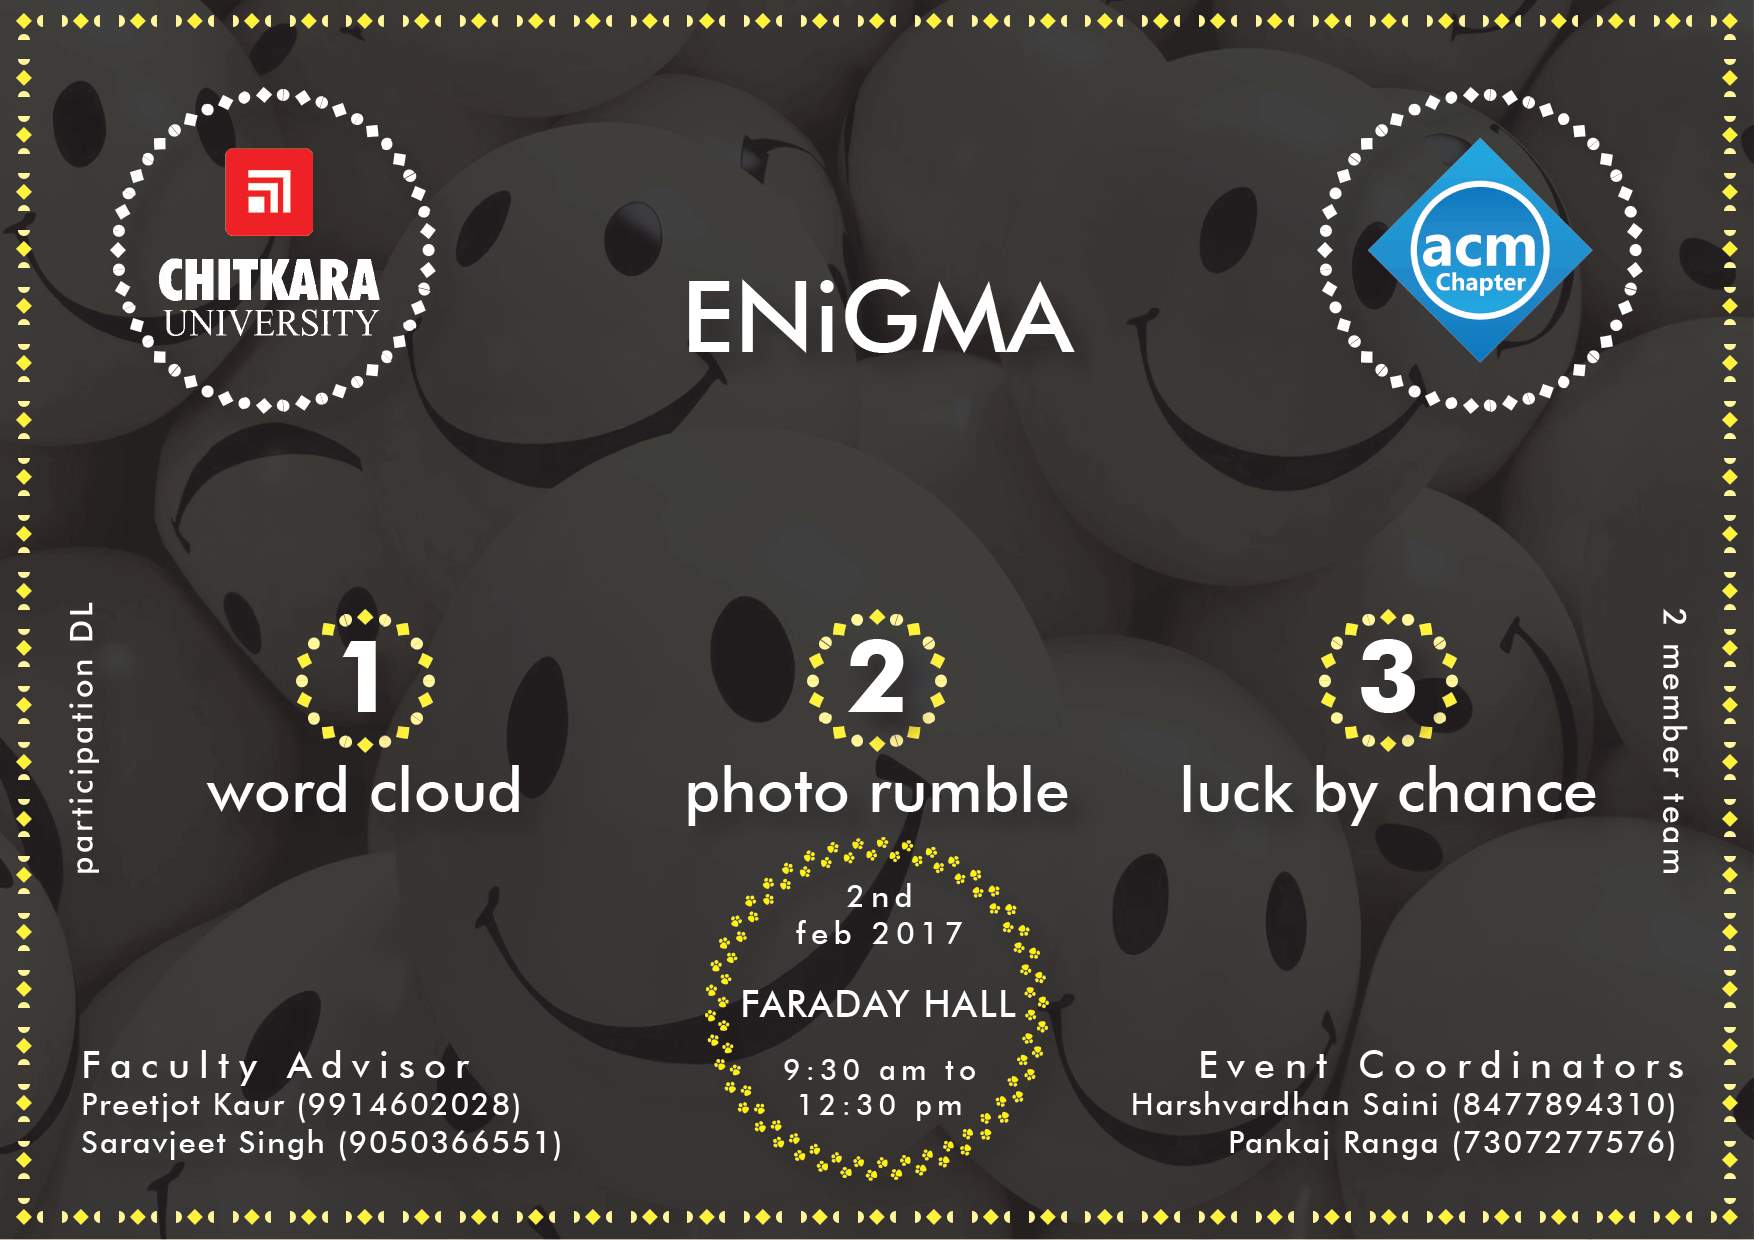 CHITKARA
UNIVERSITY
acm
Chapter
ENiGMA
participation DL
1
word cloud
2
photo rumble
3
luck by chance
2 member team
2nd
feb 2017
FARADAY HALL
9:30 am to
12:30 pm
Faculty Advisor
Preetjot Kaur (9914602028)
Saravjeet Singh (9050366551)
Event Coordinators
Harshvardhan Saini (8477894310)
Pankaj Ranga (7307277576)